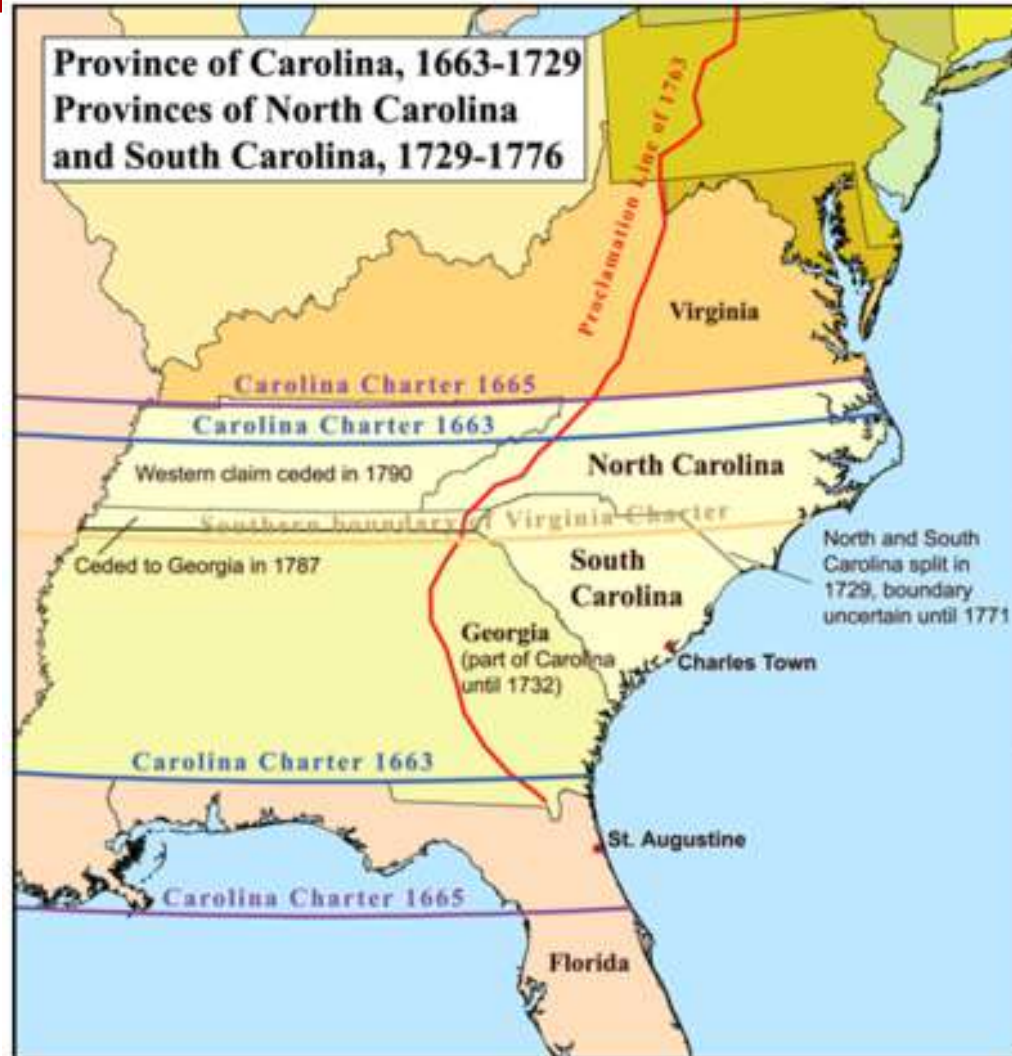 Province of Carolina, 1663-1729
Provinces of North Carolina
and South Carolina, 1729-1776
Proclamation Line of 1763
Virginia
Carolina Charter 1665
Carolina Charter 1663
Western claim ceded in 1790
North Carolina
Southern boundary of Virginia Charter
Ceded to Georgia in 1787
South
Carolina
North and South
Carolina split in
1729, boundary
uncertain until 1771
Georgia
(part of Carolina
until 1732)
Charles Town
Carolina Charter 1663
St. Augustine
Carolina Charter 1665
Florida